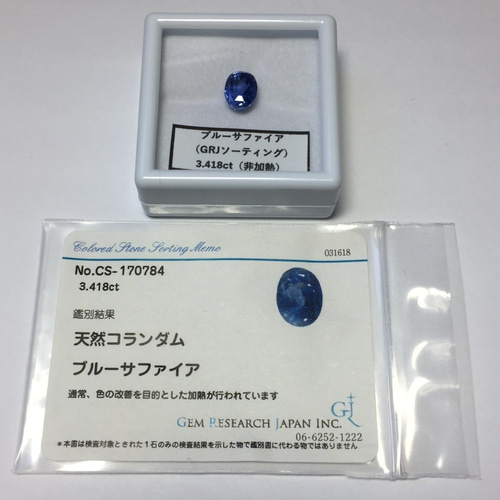 ブルーサファイア
(GRJソーティング)
3.418ct (非加熱)
Colored Stone Sorting Memo
031618
No.CS-170784
3.418ct
鑑別結果
天然コランダム
ブルーサファイア
通常、色の改善を目的とした加熱が行われています
GRJ
GEM RESEARCH JAPAN INC.
06-6252-1222
*本書は検査対象とされた1石のみの検査結果を示した物で鑑別書に代わる物ではありません